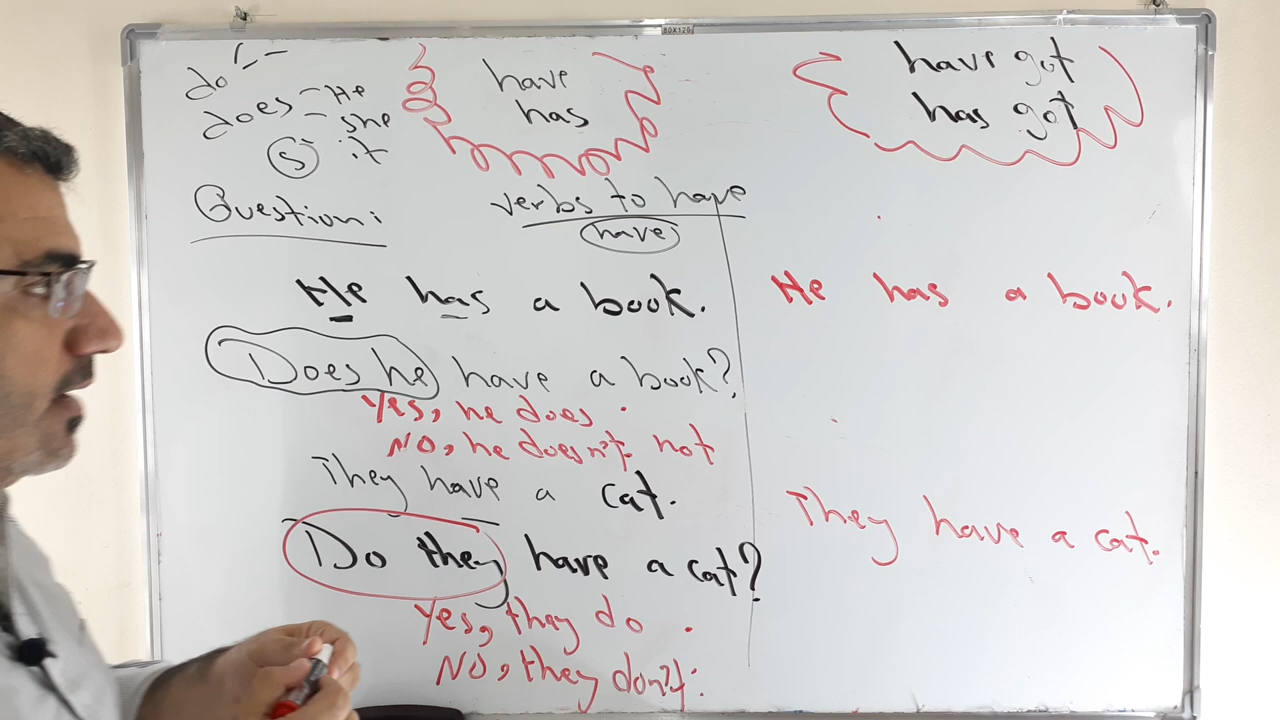 80X120
do
does - He
- she
(s) it
have
has
have got
has got
Question:
verbs to have
have
He has a book.
Does he have a book?
Yes, he does.
No, he doesn't. not
They have a cat.
Do they have a cat?
Yes, they do.
No, they don't.
He has a book.
They have a cat.